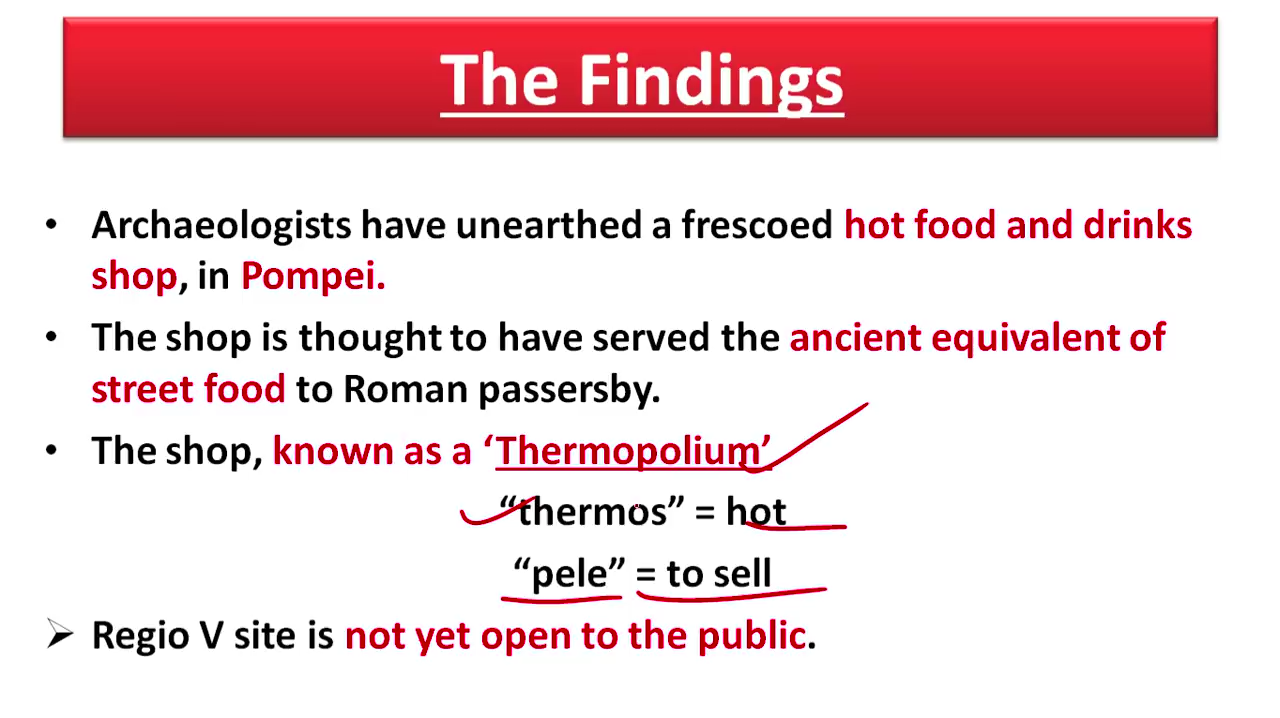 The Findings
• Archaeologists have unearthed a frescoed hot food and drinks
shop, in Pompei.
• The shop is thought to have served the ancient equivalent of
street food to Roman passersby.
• The shop, known as a ‘Thermopolium’
“thermos” = hot
“pele” = to sell
➢ Regio V site is not yet open to the public.